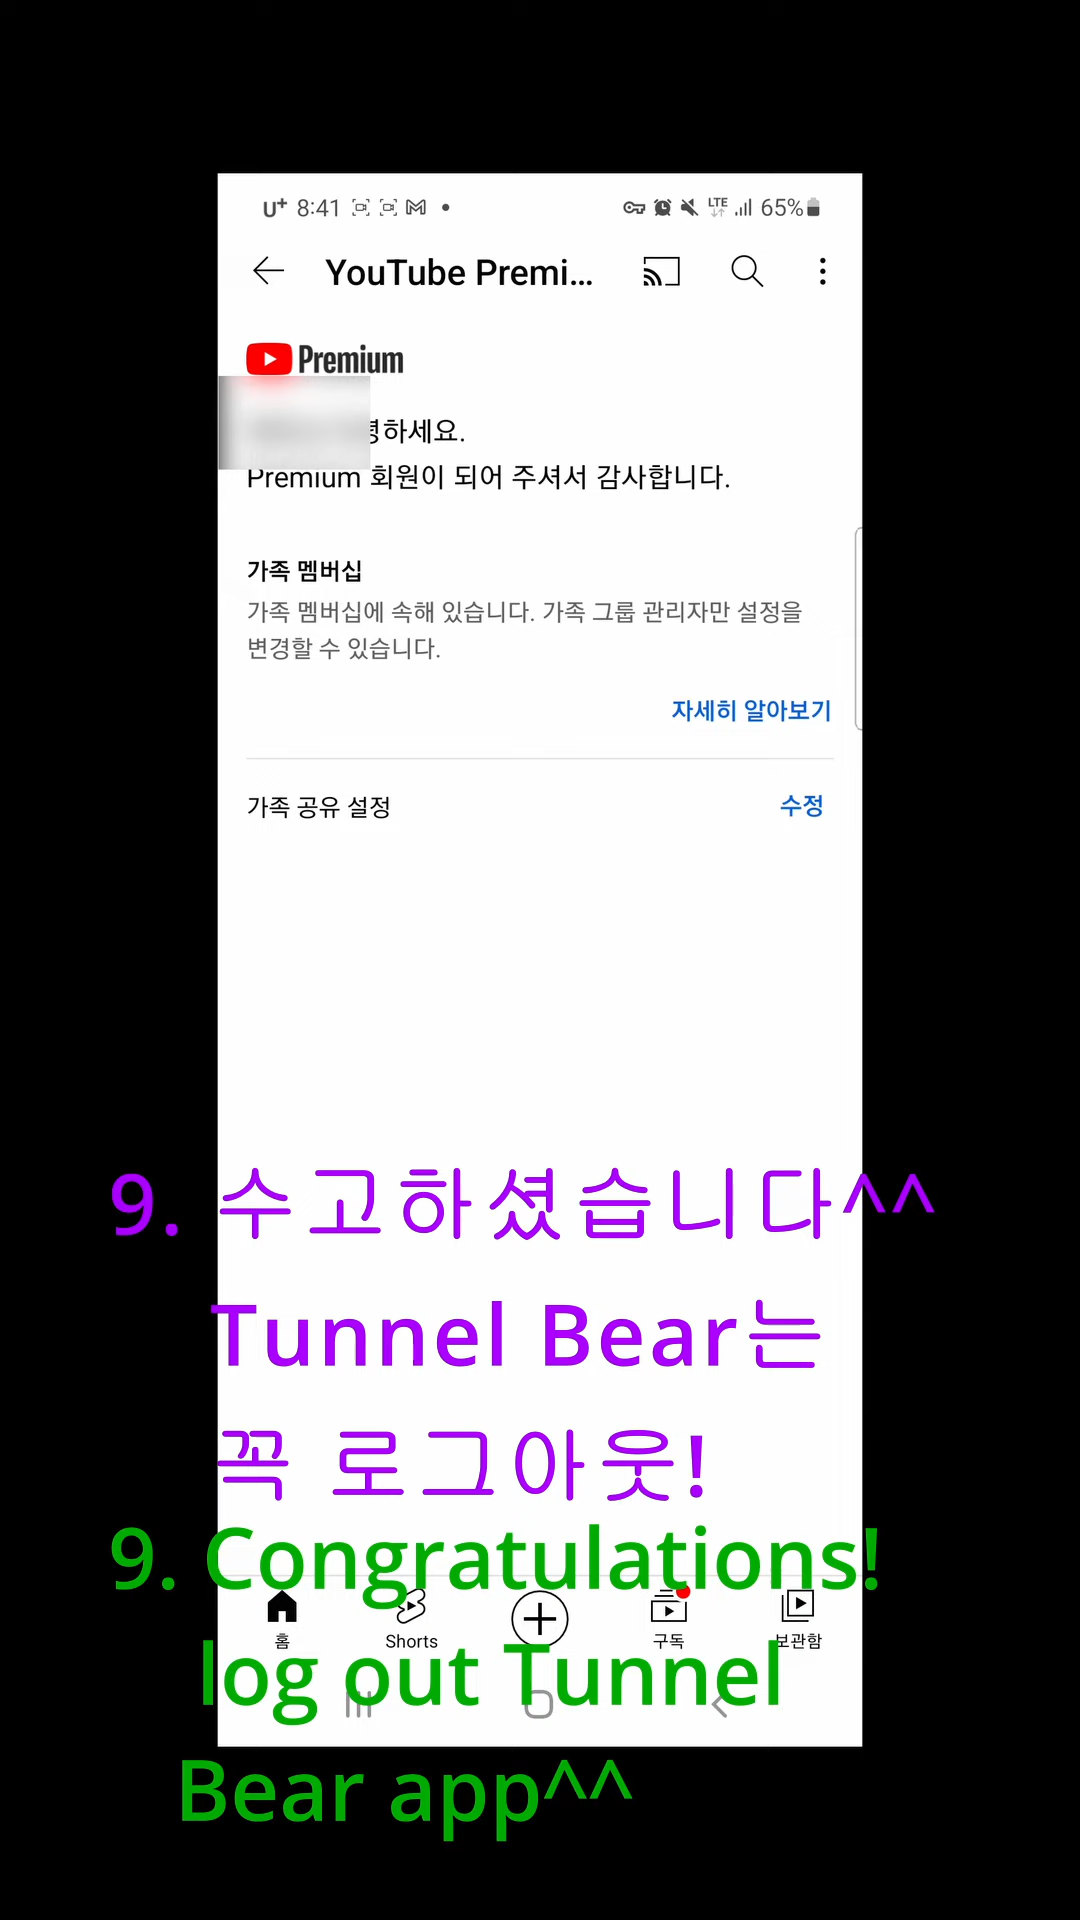 U+ 8:41
LTE 65%
YouTube Premi...
Premium
하세요.
Premium 회원이 되어 주셔서 감사합니다.
가족 멤버십
가족 멤버십에 속해 있습니다. 가족 그룹 관리자만 설정을
변경할 수 있습니다.
자세히 알아보기
가족 공유 설정
수정
9. 수고하셨습니다^^
Tunnel Bear는
꼭 로그아웃!
9. Congratulations!
홈
Shorts
구독
보관함
log out Tunnel
Bear app^^